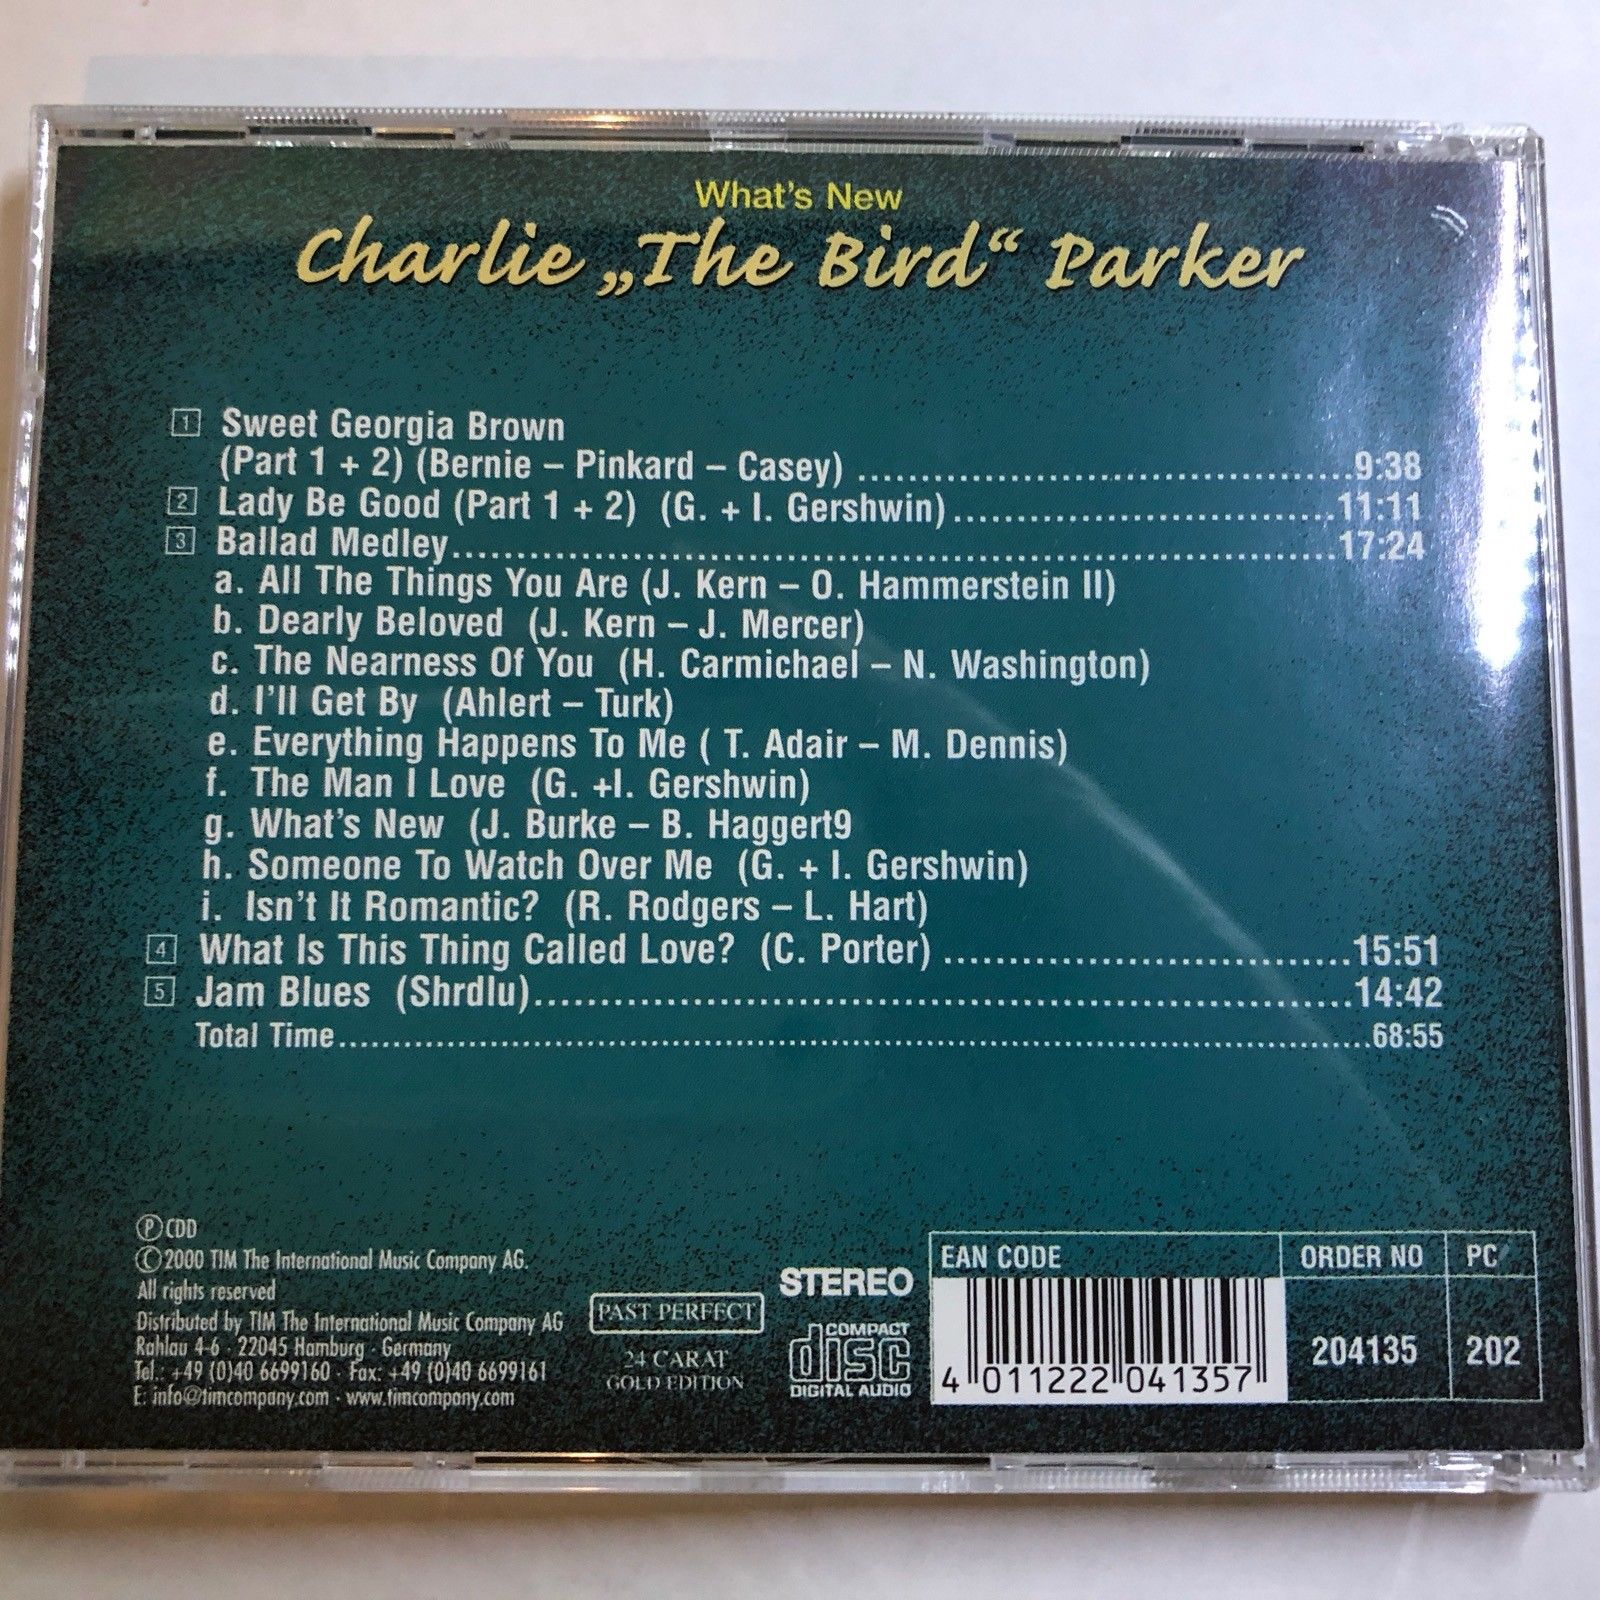 What's New
Charlie „The Bird“ Parker
1 Sweet Georgia Brown
(Part 1 + 2) (Bernie – Pinkard – Casey) ........ 9:38
2 Lady Be Good (Part 1 + 2) (G. + I. Gershwin) ........ 11:11
3 Ballad Medley ........ 17:24
a. All The Things You Are (J. Kern – O. Hammerstein II)
b. Dearly Beloved (J. Kern – J. Mercer)
c. The Nearness Of You (H. Carmichael – N. Washington)
d. I'll Get By (Ahlert – Turk)
e. Everything Happens To Me ( T. Adair – M. Dennis)
f. The Man I Love (G. +I. Gershwin)
g. What's New (J. Burke – B. Haggert9
h. Someone To Watch Over Me (G. + I. Gershwin)
i. Isn't It Romantic? (R. Rodgers – L. Hart)
4 What Is This Thing Called Love? (C. Porter) ........ 15:51
5 Jam Blues (Shrdlu) ........ 14:42
Total Time ........ 68:55
Ⓟ CDD
© 2000 TIM The International Music Company AG.
All rights reserved
Distributed by TIM The International Music Company AG
Rahlau 4-6 · 22045 Hamburg · Germany
Tel.: +49 (0)40 6699160 · Fax: +49 (0)40 6699161
E: info@timcompany.com · www.timcompany.com
PAST PERFECT
24 CARAT
GOLD EDITION
STEREO
COMPACT
disc
DIGITAL AUDIO
EAN CODE
4 011222 041357
ORDER NO
204135
PC
202